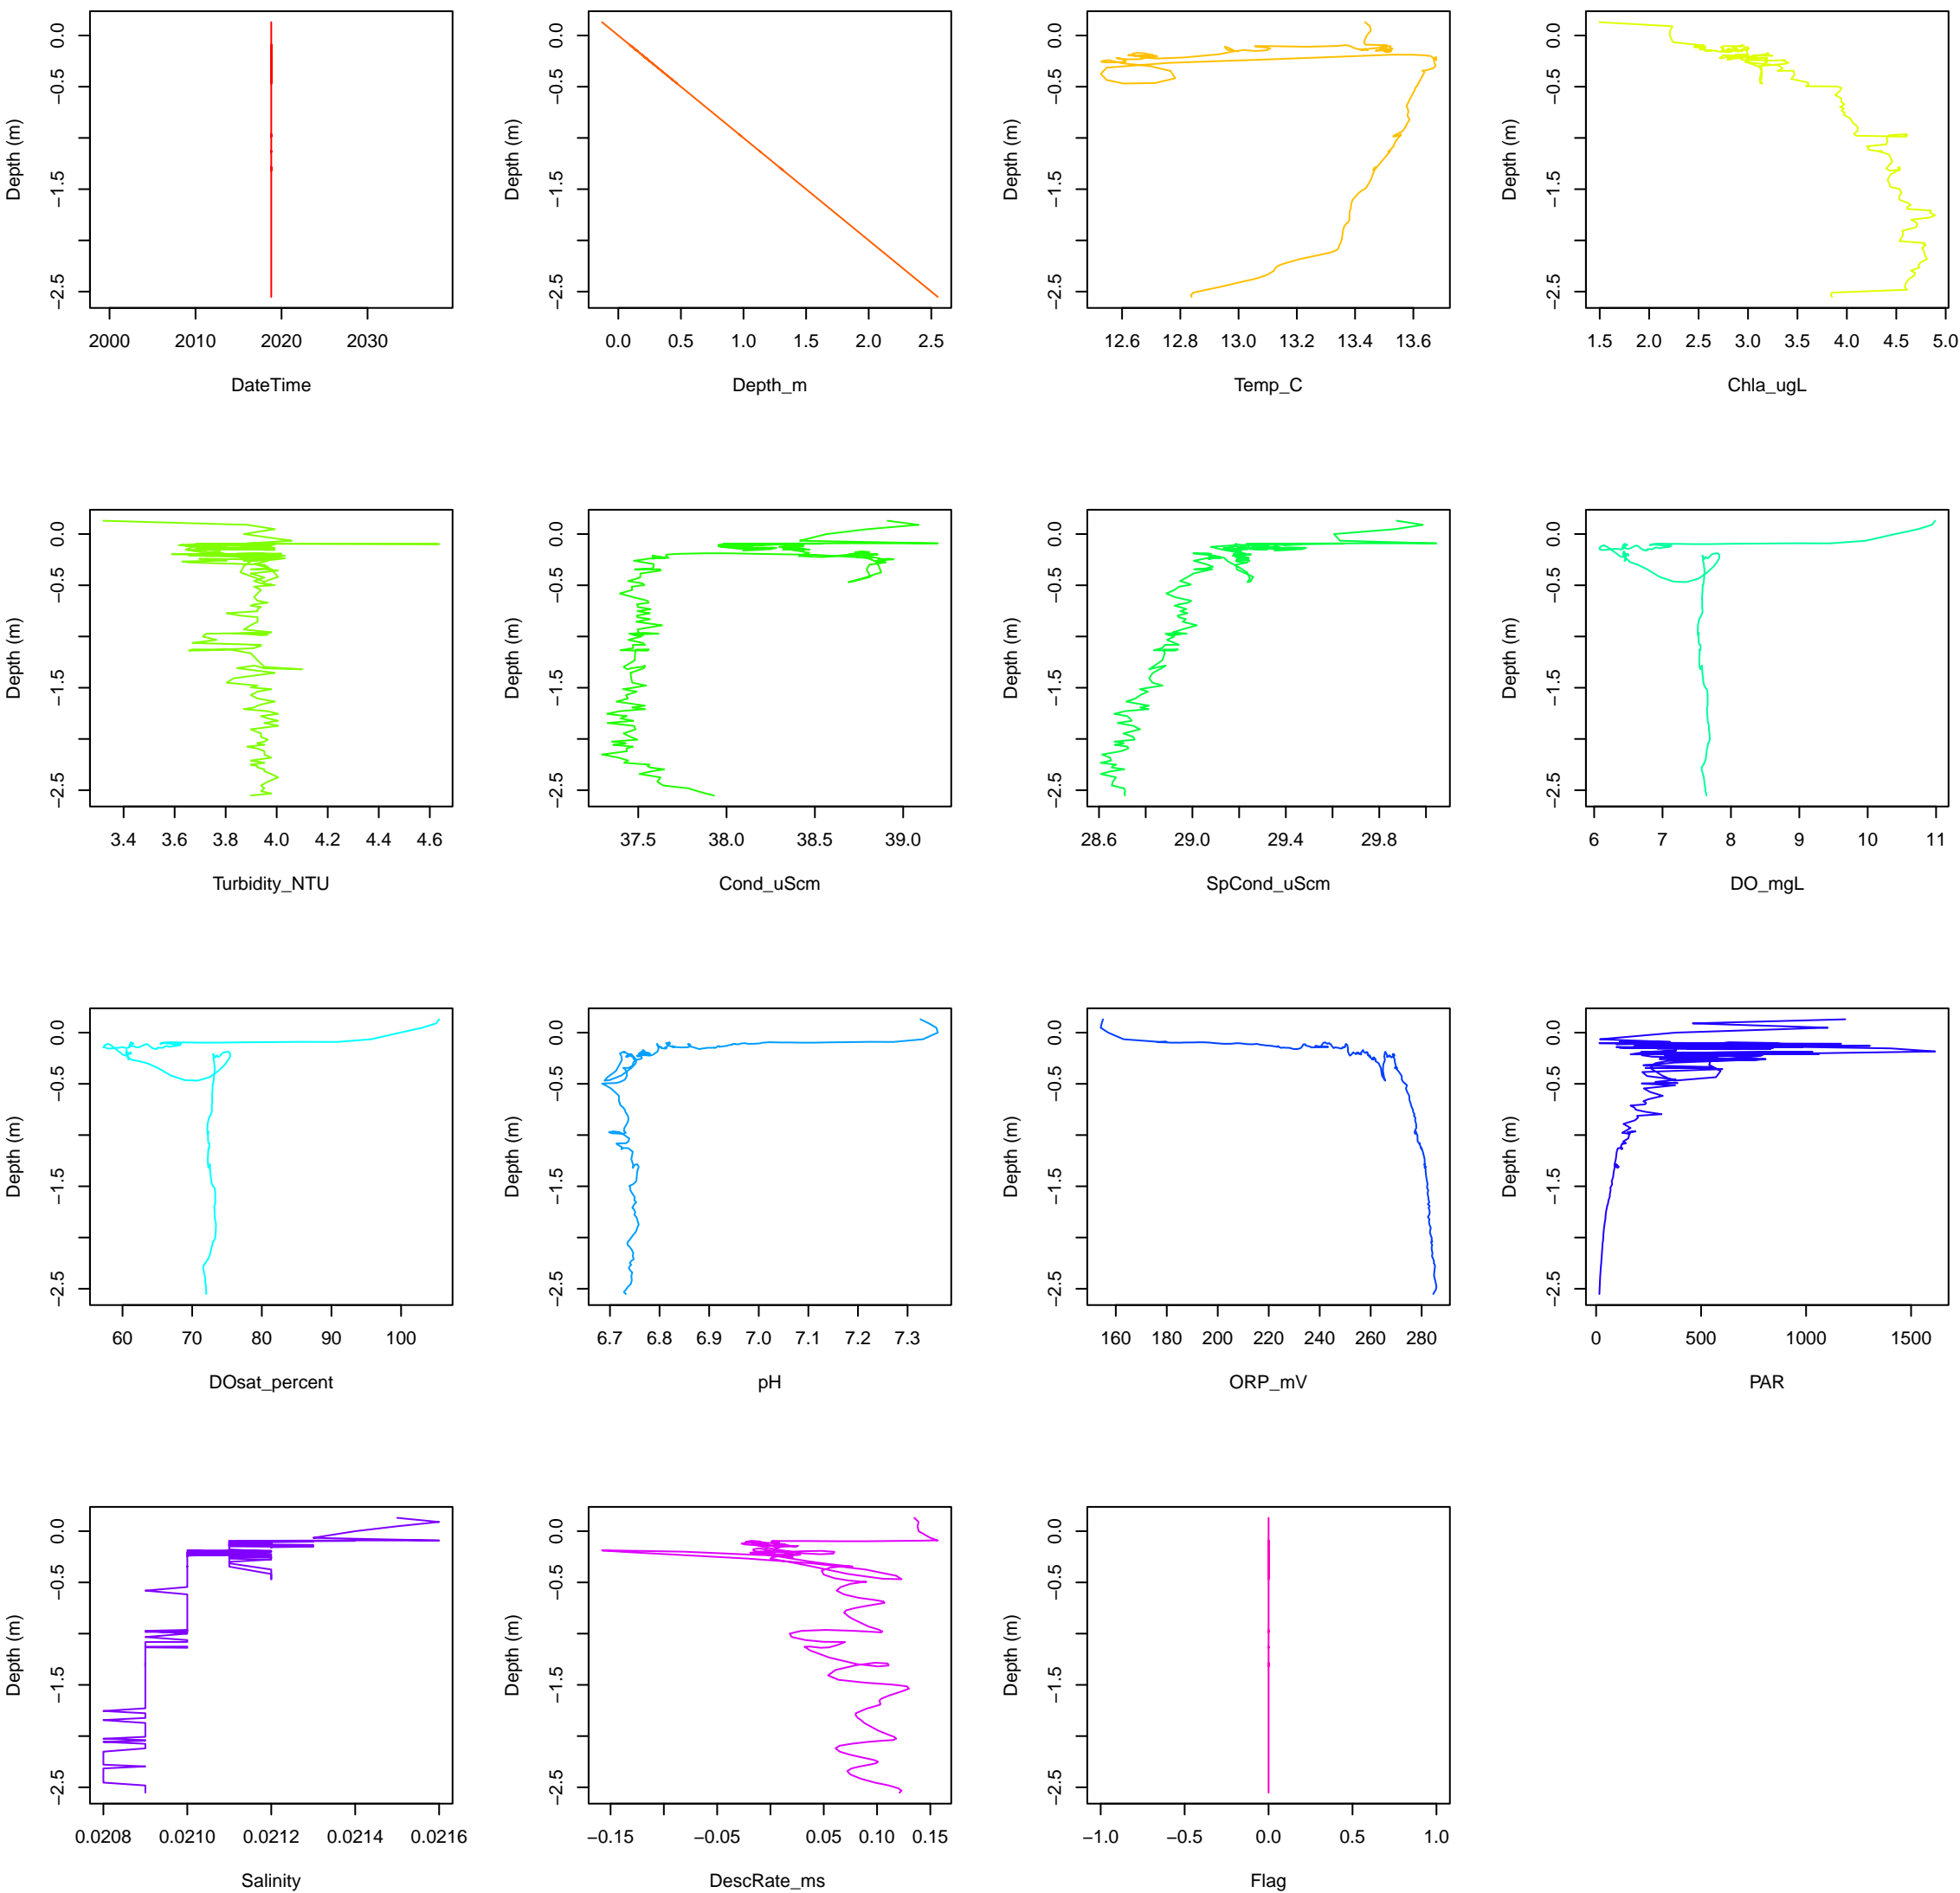 Depth (m) 0.0 −0.5 −1.5 −2.5
2000 2010 2020 2030
DateTime
Depth (m) 0.0 −0.5 −1.5 −2.5
0.0 0.5 1.0 1.5 2.0 2.5
Depth_m
Depth (m) 0.0 −0.5 −1.5 −2.5
12.6 12.8 13.0 13.2 13.4 13.6
Temp_C
Depth (m) 0.0 −0.5 −1.5 −2.5
1.5 2.0 2.5 3.0 3.5 4.0 4.5 5.0
Chla_ugL
Depth (m) 0.0 −0.5 −1.5 −2.5
3.4 3.6 3.8 4.0 4.2 4.4 4.6
Turbidity_NTU
Depth (m) 0.0 −0.5 −1.5 −2.5
37.5 38.0 38.5 39.0
Cond_uScm
Depth (m) 0.0 −0.5 −1.5 −2.5
28.6 29.0 29.4 29.8
SpCond_uScm
Depth (m) 0.0 −0.5 −1.5 −2.5
6 7 8 9 10 11
DO_mgL
Depth (m) 0.0 −0.5 −1.5 −2.5
60 70 80 90 100
DOsat_percent
Depth (m) 0.0 −0.5 −1.5 −2.5
6.7 6.8 6.9 7.0 7.1 7.2 7.3
pH
Depth (m) 0.0 −0.5 −1.5 −2.5
160 180 200 220 240 260 280
ORP_mV
Depth (m) 0.0 −0.5 −1.5 −2.5
0 500 1000 1500
PAR
Depth (m) 0.0 −0.5 −1.5 −2.5
0.0208 0.0210 0.0212 0.0214 0.0216
Salinity
Depth (m) 0.0 −0.5 −1.5 −2.5
−0.15 −0.05 0.05 0.10 0.15
DescRate_ms
Depth (m) 0.0 −0.5 −1.5 −2.5
−1.0 −0.5 0.0 0.5 1.0
Flag